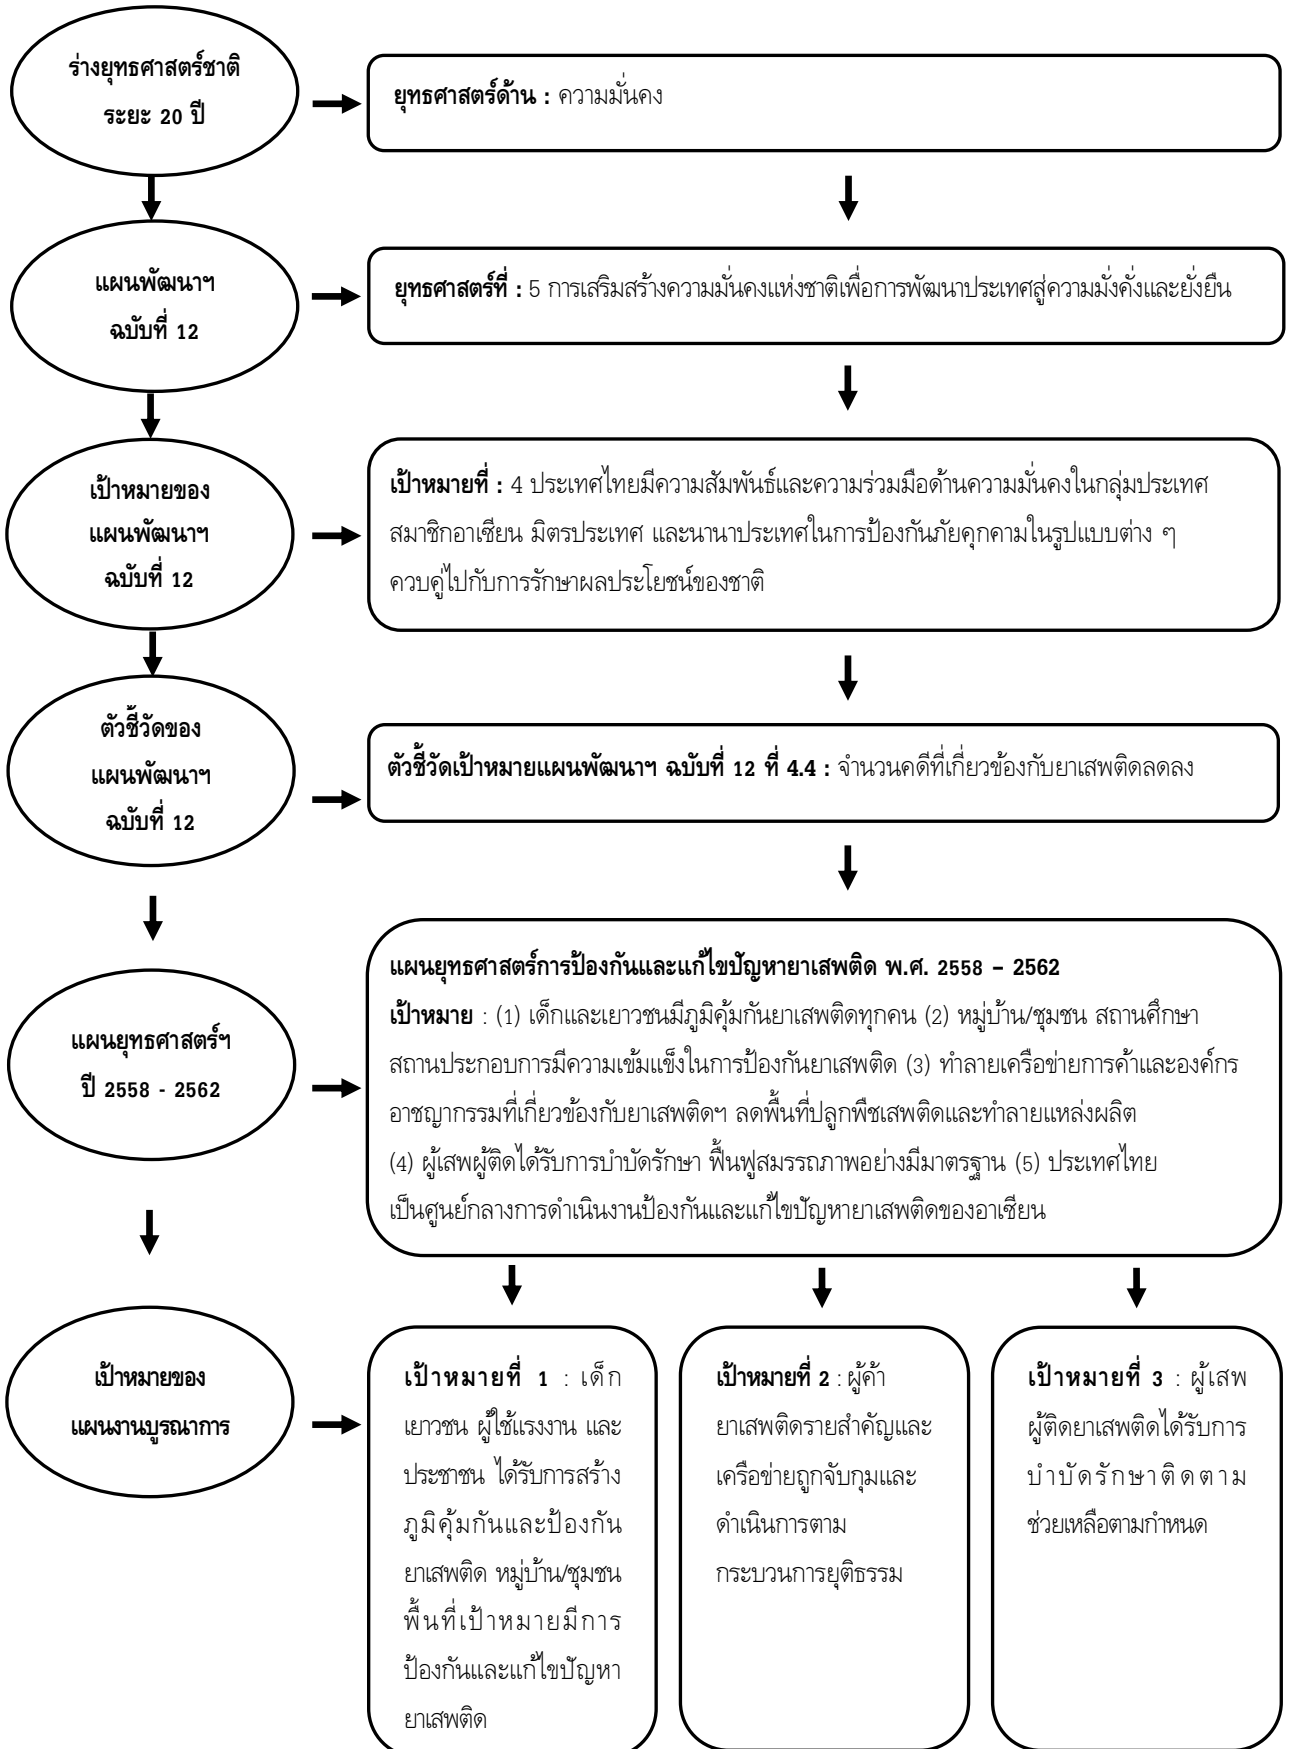 ร่างยุทธศาสตร์ชาติ
ระยะ 20 ปี
ยุทธศาสตร์ด้าน : ความมั่นคง
แผนพัฒนาฯ
ฉบับที่ 12
ยุทธศาสตร์ที่ : 5 การเสริมสร้างความมั่นคงแห่งชาติเพื่อการพัฒนาประเทศสู่ความมั่งคั่งและยั่งยืน
เป้าหมายของ
แผนพัฒนาฯ
ฉบับที่ 12
เป้าหมายที่ : 4 ประเทศไทยมีความสัมพันธ์และความร่วมมือด้านความมั่นคงในกลุ่มประเทศ
สมาชิกอาเซียน มิตรประเทศ และนานาประเทศในการป้องกันภัยคุกคามในรูปแบบต่าง ๆ
ควบคู่ไปกับการรักษาผลประโยชน์ของชาติ
ตัวชี้วัดของ
แผนพัฒนาฯ
ฉบับที่ 12
ตัวชี้วัดเป้าหมายแผนพัฒนาฯ ฉบับที่ 12 ที่ 4.4 : จำนวนคดีที่เกี่ยวข้องกับยาเสพติดลดลง
แผนยุทธศาสตร์ฯ
ปี 2558 - 2562
แผนยุทธศาสตร์การป้องกันและแก้ไขปัญหายาเสพติด พ.ศ. 2558 – 2562
เป้าหมาย : (1) เด็กและเยาวชนมีภูมิคุ้มกันยาเสพติดทุกคน (2) หมู่บ้าน/ชุมชน สถานศึกษา
สถานประกอบการมีความเข้มแข็งในการป้องกันยาเสพติด (3) ทำลายเครือข่ายการค้าและองค์กร
อาชญากรรมที่เกี่ยวข้องกับยาเสพติดฯ ลดพื้นที่ปลูกพืชเสพติดและทำลายแหล่งผลิต
(4) ผู้เสพผู้ติดได้รับการบำบัดรักษา ฟื้นฟูสมรรถภาพอย่างมีมาตรฐาน (5) ประเทศไทย
เป็นศูนย์กลางการดำเนินงานป้องกันและแก้ไขปัญหายาเสพติดของอาเซียน
เป้าหมายของ
แผนงานบูรณาการ
เป้าหมายที่ 1 : เด็ก
เยาวชน ผู้ใช้แรงงาน และ
ประชาชน ได้รับการสร้าง
ภูมิคุ้มกันและป้องกัน
ยาเสพติด หมู่บ้าน/ชุมชน
พื้นที่เป้าหมายมีการ
ป้องกันและแก้ไขปัญหา
ยาเสพติด
เป้าหมายที่ 2 : ผู้ค้า
ยาเสพติดรายสำคัญและ
เครือข่ายถูกจับกุมและ
ดำเนินการตาม
กระบวนการยุติธรรม
เป้าหมายที่ 3 : ผู้เสพ
ผู้ติดยาเสพติดได้รับการ
บำบัดรักษาติดตาม
ช่วยเหลือตามกำหนด